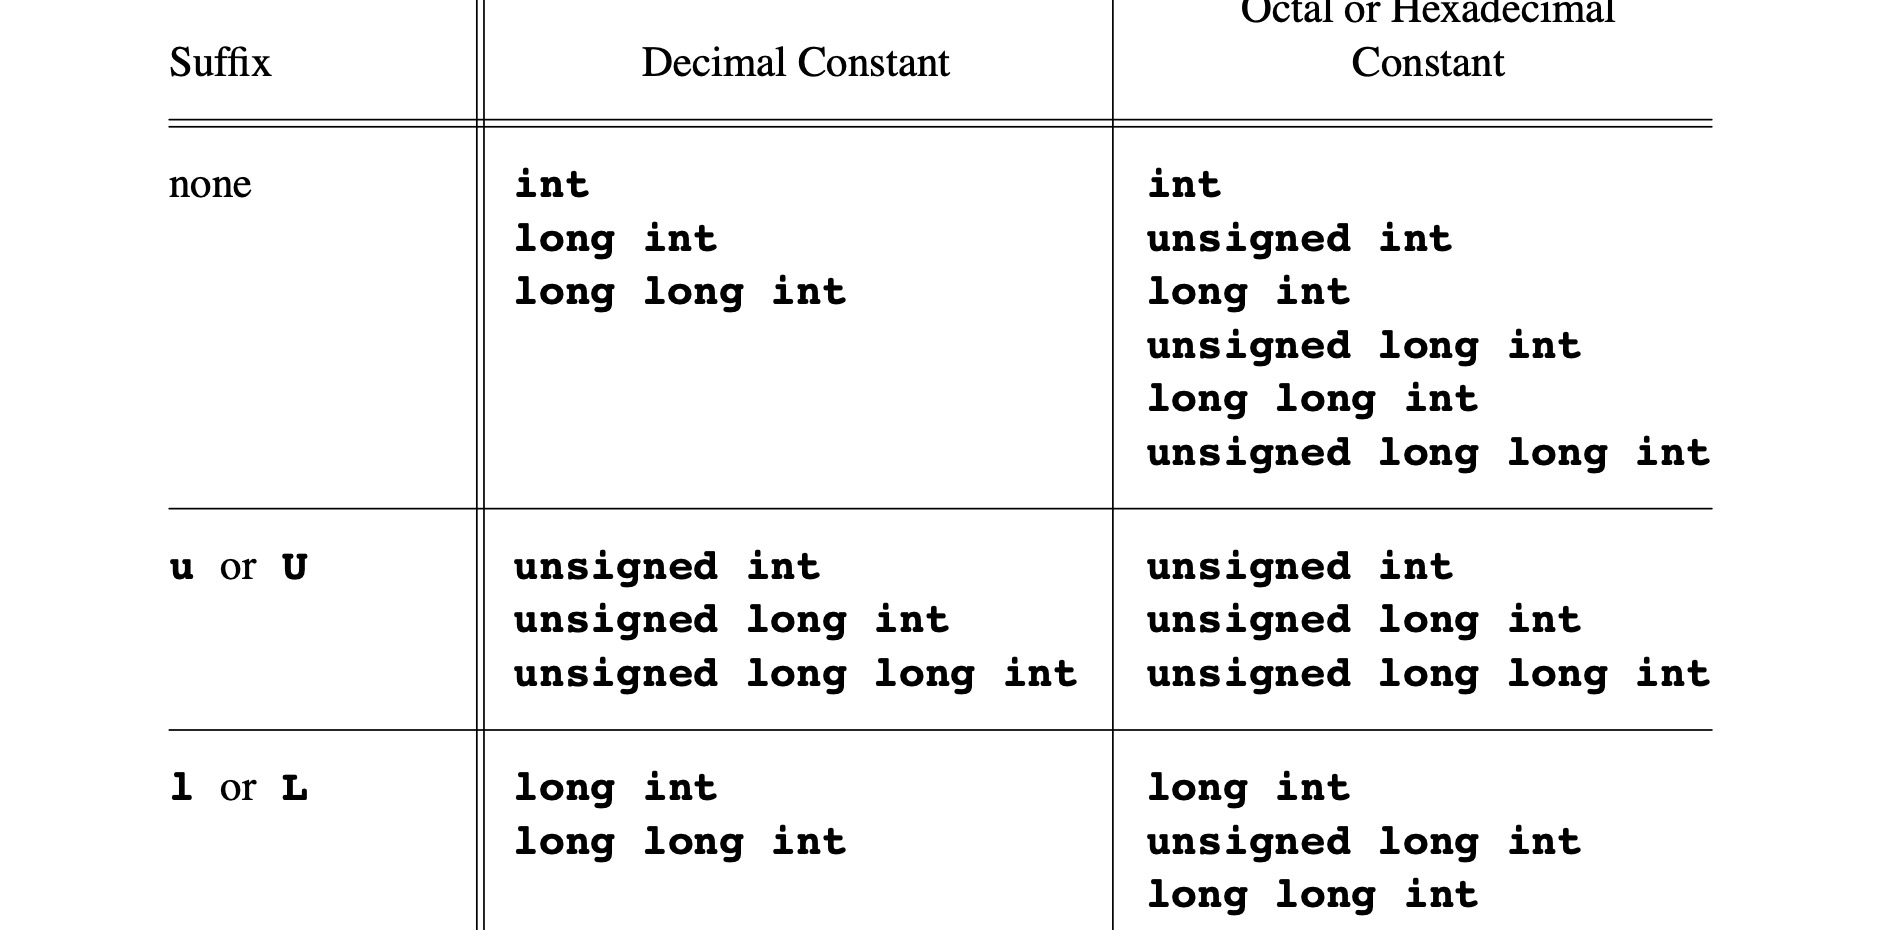 Octal or Hexadecimal
Suffix Decimal Constant Constant
none int int
long int unsigned int
long long int long int
unsigned long int
long long int
unsigned long long int
u or U unsigned int unsigned int
unsigned long int unsigned long int
unsigned long long int unsigned long long int
l or L long int long int
long long int unsigned long int
long long int